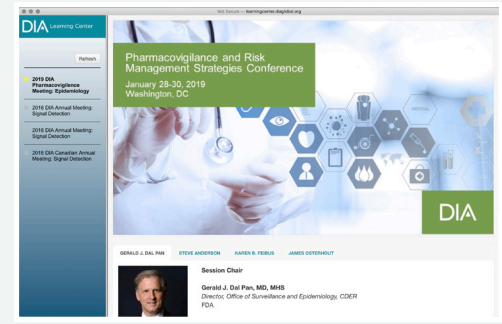 Not Secure — learningcenter.diaglobal.org
DIA Learning Center
Refresh
2019 DIA
Pharmacovigilance
Meeting: Epidemiology
2018 DIA Annual Meeting:
Signal Detection
2018 DIA Annual Meeting:
Signal Detection
2018 DIA Canadian Annual
Meeting: Signal Detection
Pharmacovigilance and Risk
Management Strategies Conference
January 28-30, 2019
Washington, DC
DIA
GERALD J. DAL PAN
STEVE ANDERSON
KAREN B. FEIBUS
JAMES OSTERHOUT
Session Chair
Gerald J. Dal Pan, MD, MHS
Director, Office of Surveillance and Epidemiology, CDER
FDA